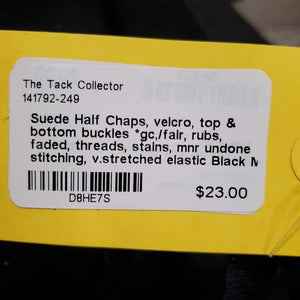 The Tack Collector
141792-249
Suede Half Chaps, velcro, top &
bottom buckles *gc,/fair, rubs,
faded, threads, stains, mnr undone
stitching, v.stretched elastic Black M
$23.00
D8HE7S